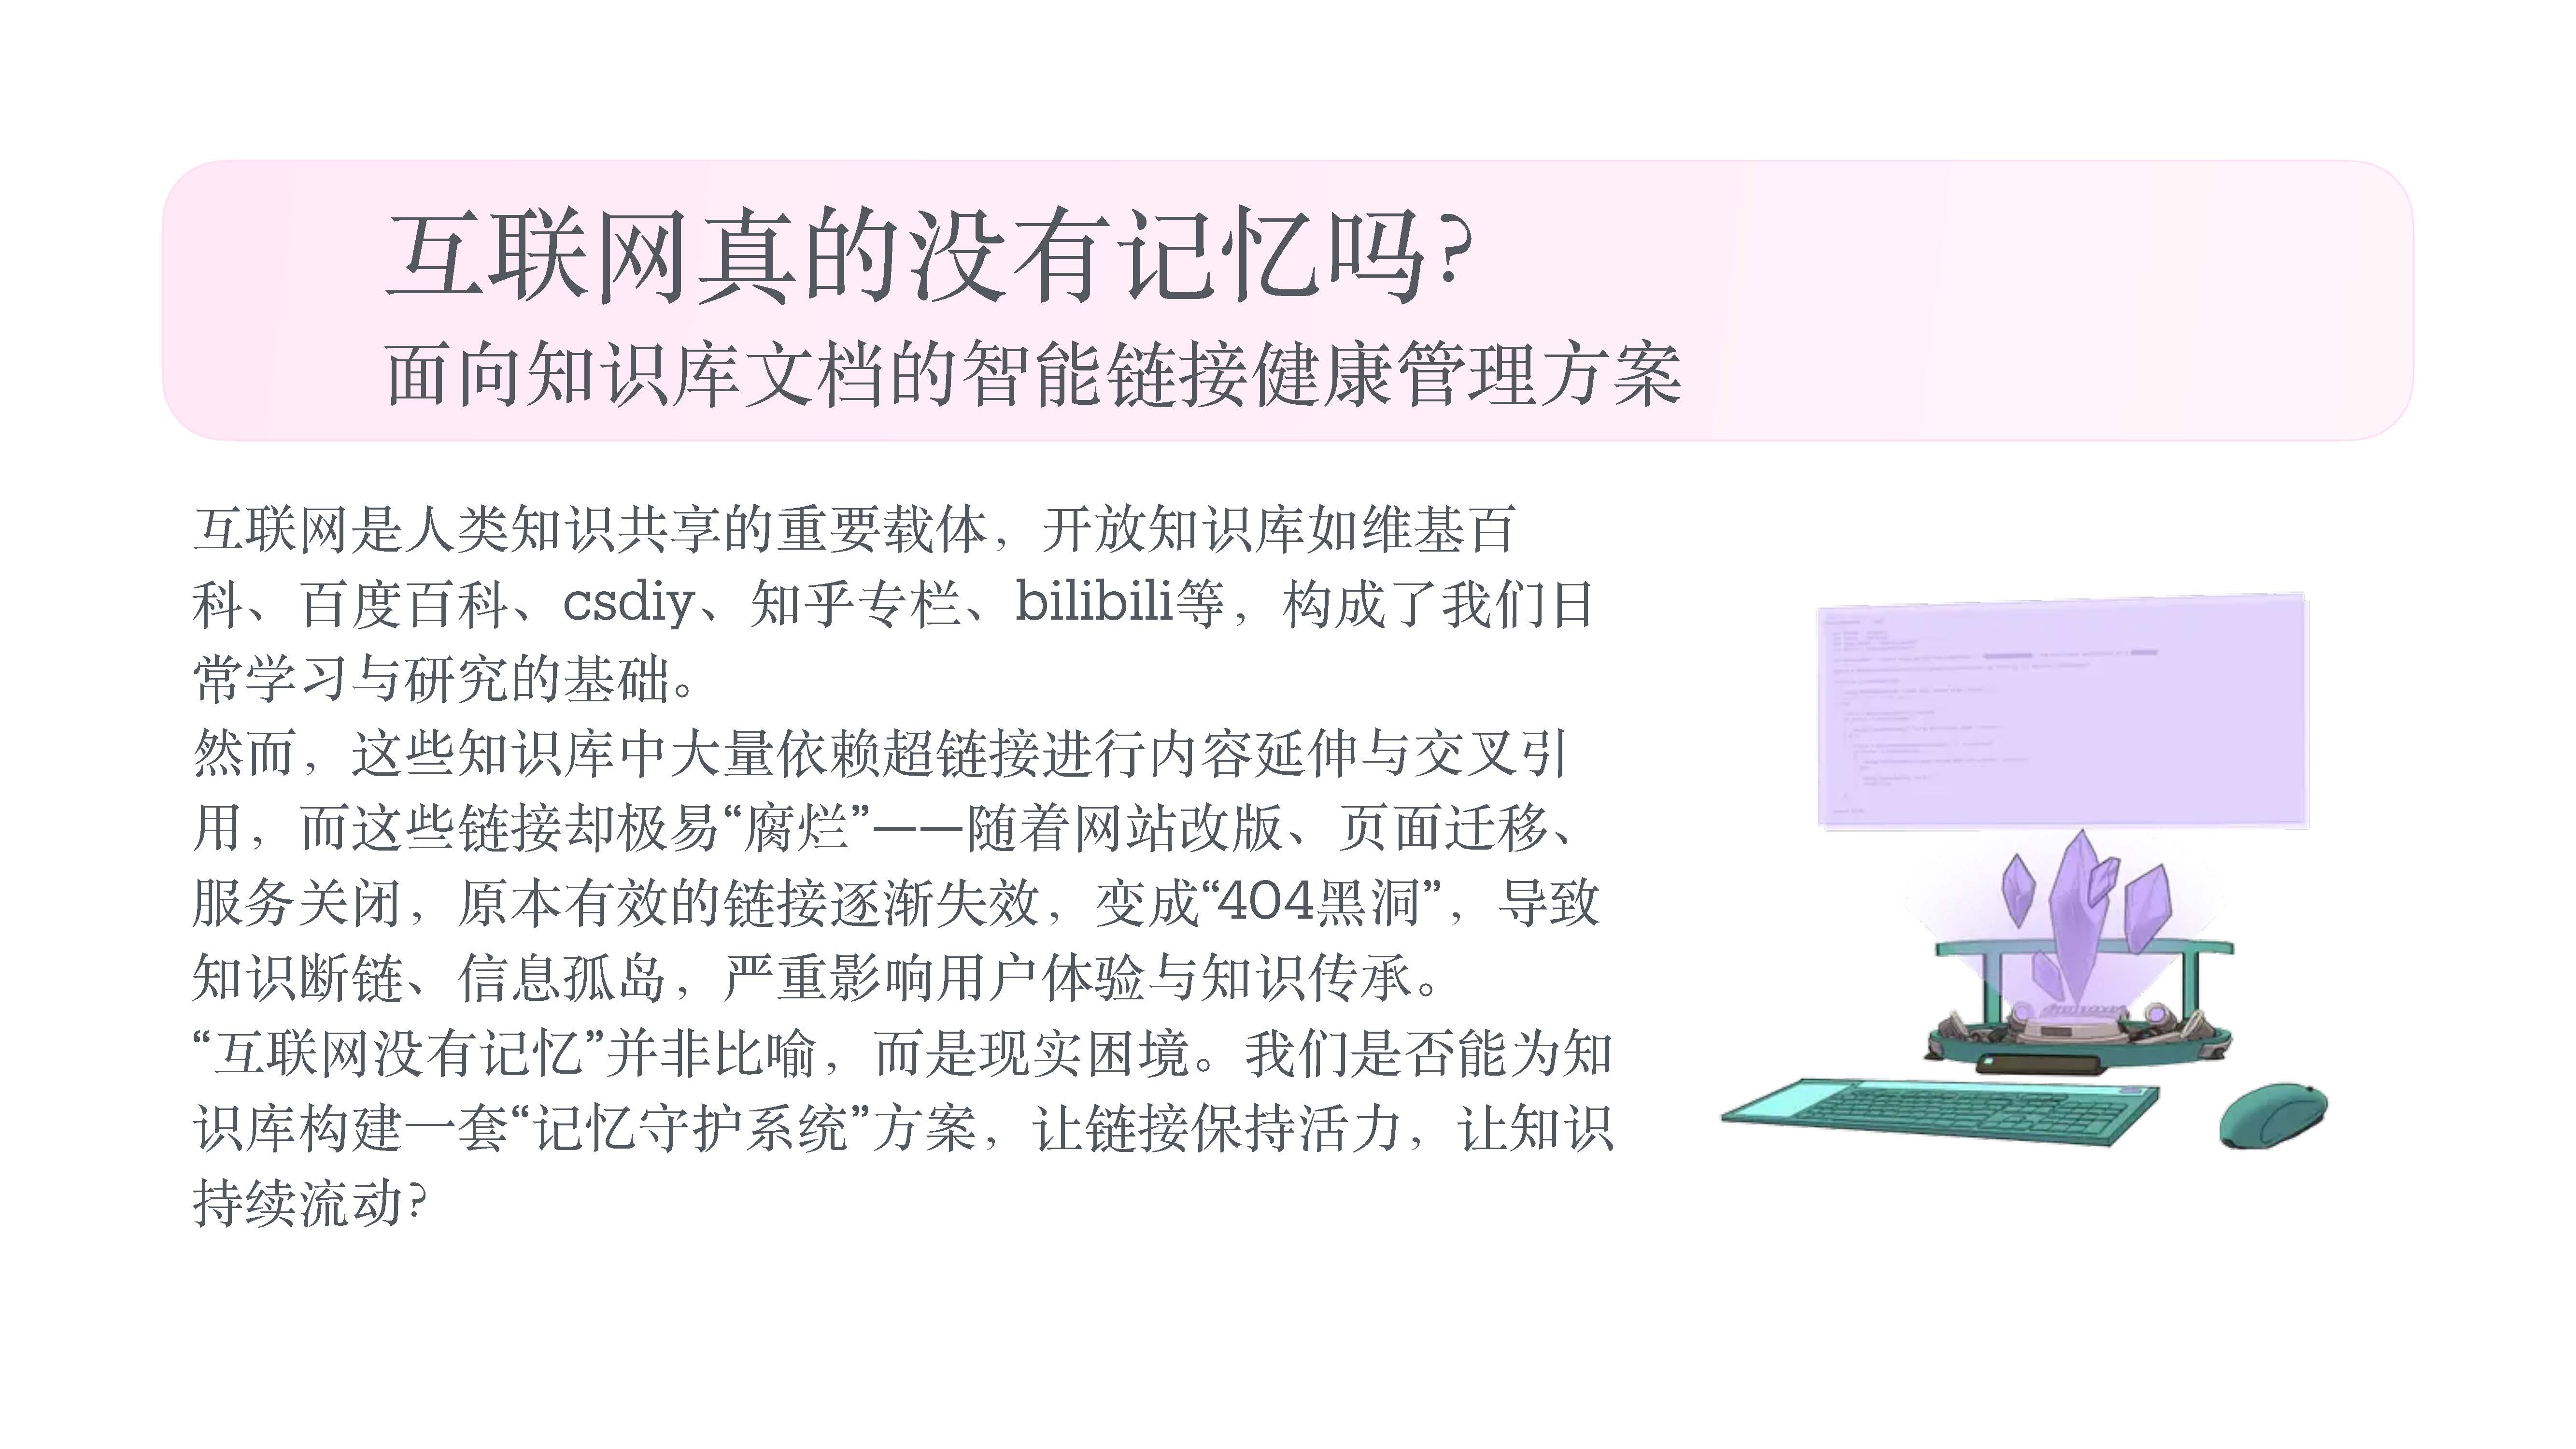 互联网真的没有记忆吗？
面向知识库文档的智能链接健康管理方案
互联网是人类知识共享的重要载体，开放知识库如维基百
科、百度百科、csdiy、知乎专栏、bilibili等，构成了我们日
常学习与研究的基础。
然而，这些知识库中大量依赖超链接进行内容延伸与交叉引
用，而这些链接却极易“腐烂”——随着网站改版、页面迁移、
服务关闭，原本有效的链接逐渐失效，变成“404黑洞”，导致
知识断链、信息孤岛，严重影响用户体验与知识传承。
“互联网没有记忆”并非比喻，而是现实困境。我们是否能为知
识库构建一套“记忆守护系统”方案，让链接保持活力，让知识
持续流动？